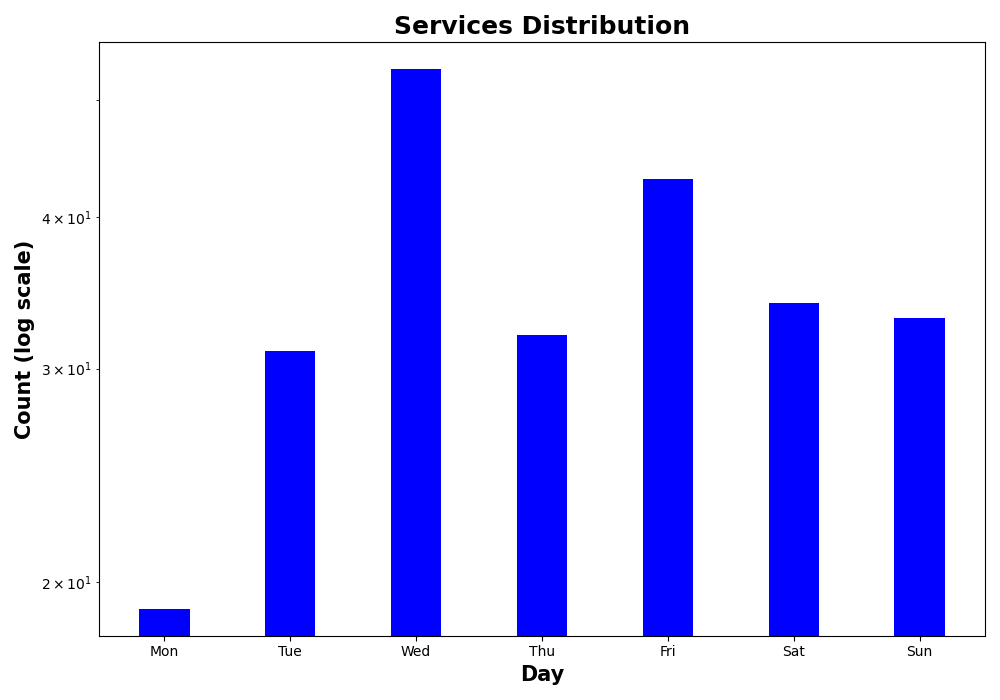 Services Distribution
Count (log scale)
4 × 10¹
3 × 10¹
2 × 10¹
Mon Tue Wed Thu Fri Sat Sun
Day